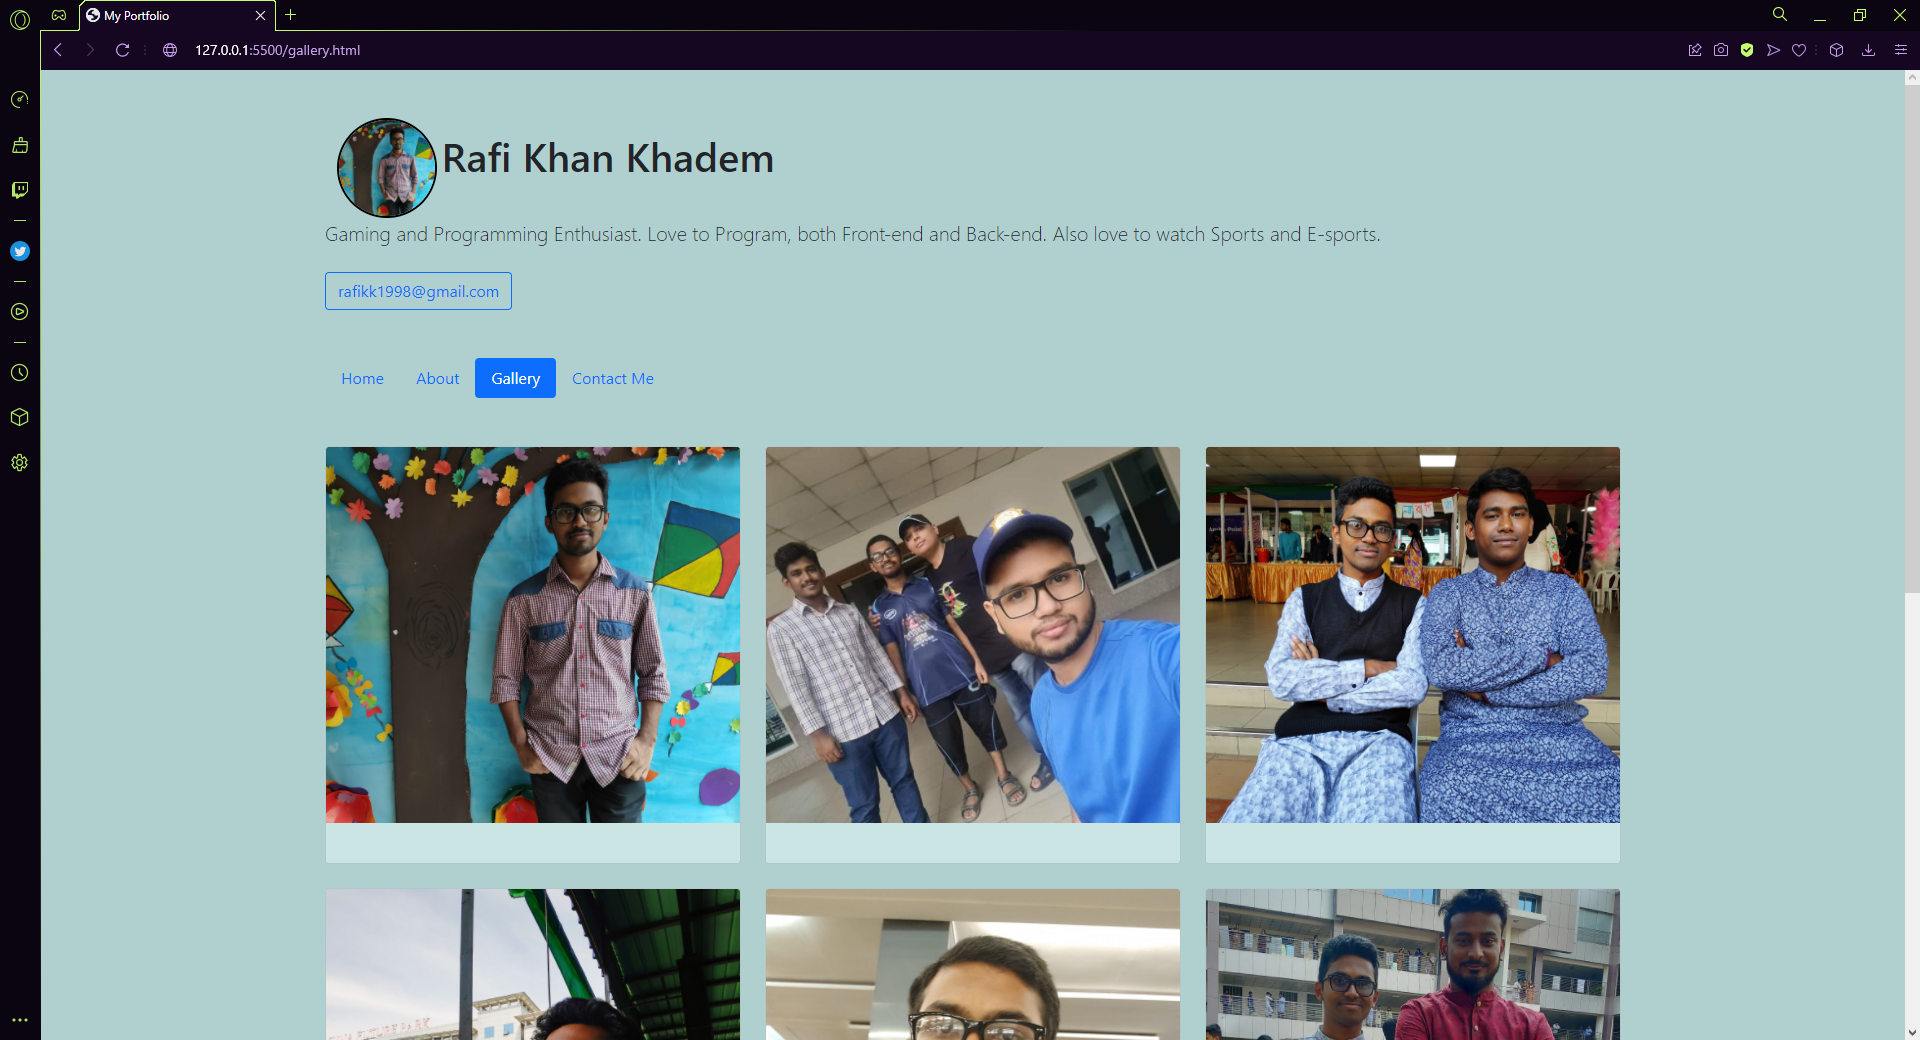 My Portfolio
127.0.0.1:5500/gallery.html
Rafi Khan Khadem
Gaming and Programming Enthusiast. Love to Program, both Front-end and Back-end. Also love to watch Sports and E-sports.
rafikk1998@gmail.com
Home
About
Gallery
Contact Me